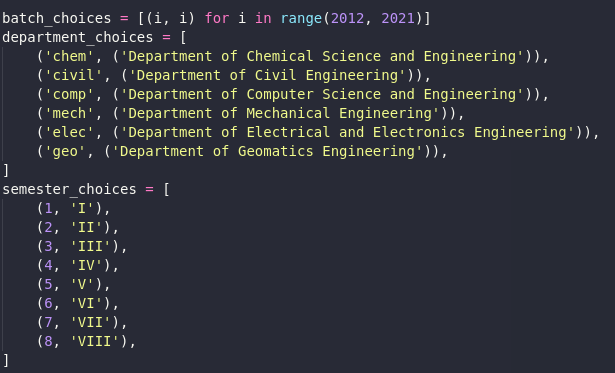 batch_choices = [(i, i) for i in range(2012, 2021)]
department_choices = [
    ('chem', ('Department of Chemical Science and Engineering')),
    ('civil', ('Department of Civil Engineering')),
    ('comp', ('Department of Computer Science and Engineering')),
    ('mech', ('Department of Mechanical Engineering')),
    ('elec', ('Department of Electrical and Electronics Engineering')),
    ('geo', ('Department of Geomatics Engineering')),
]
semester_choices = [
    (1, 'I'),
    (2, 'II'),
    (3, 'III'),
    (4, 'IV'),
    (5, 'V'),
    (6, 'VI'),
    (7, 'VII'),
    (8, 'VIII'),
]